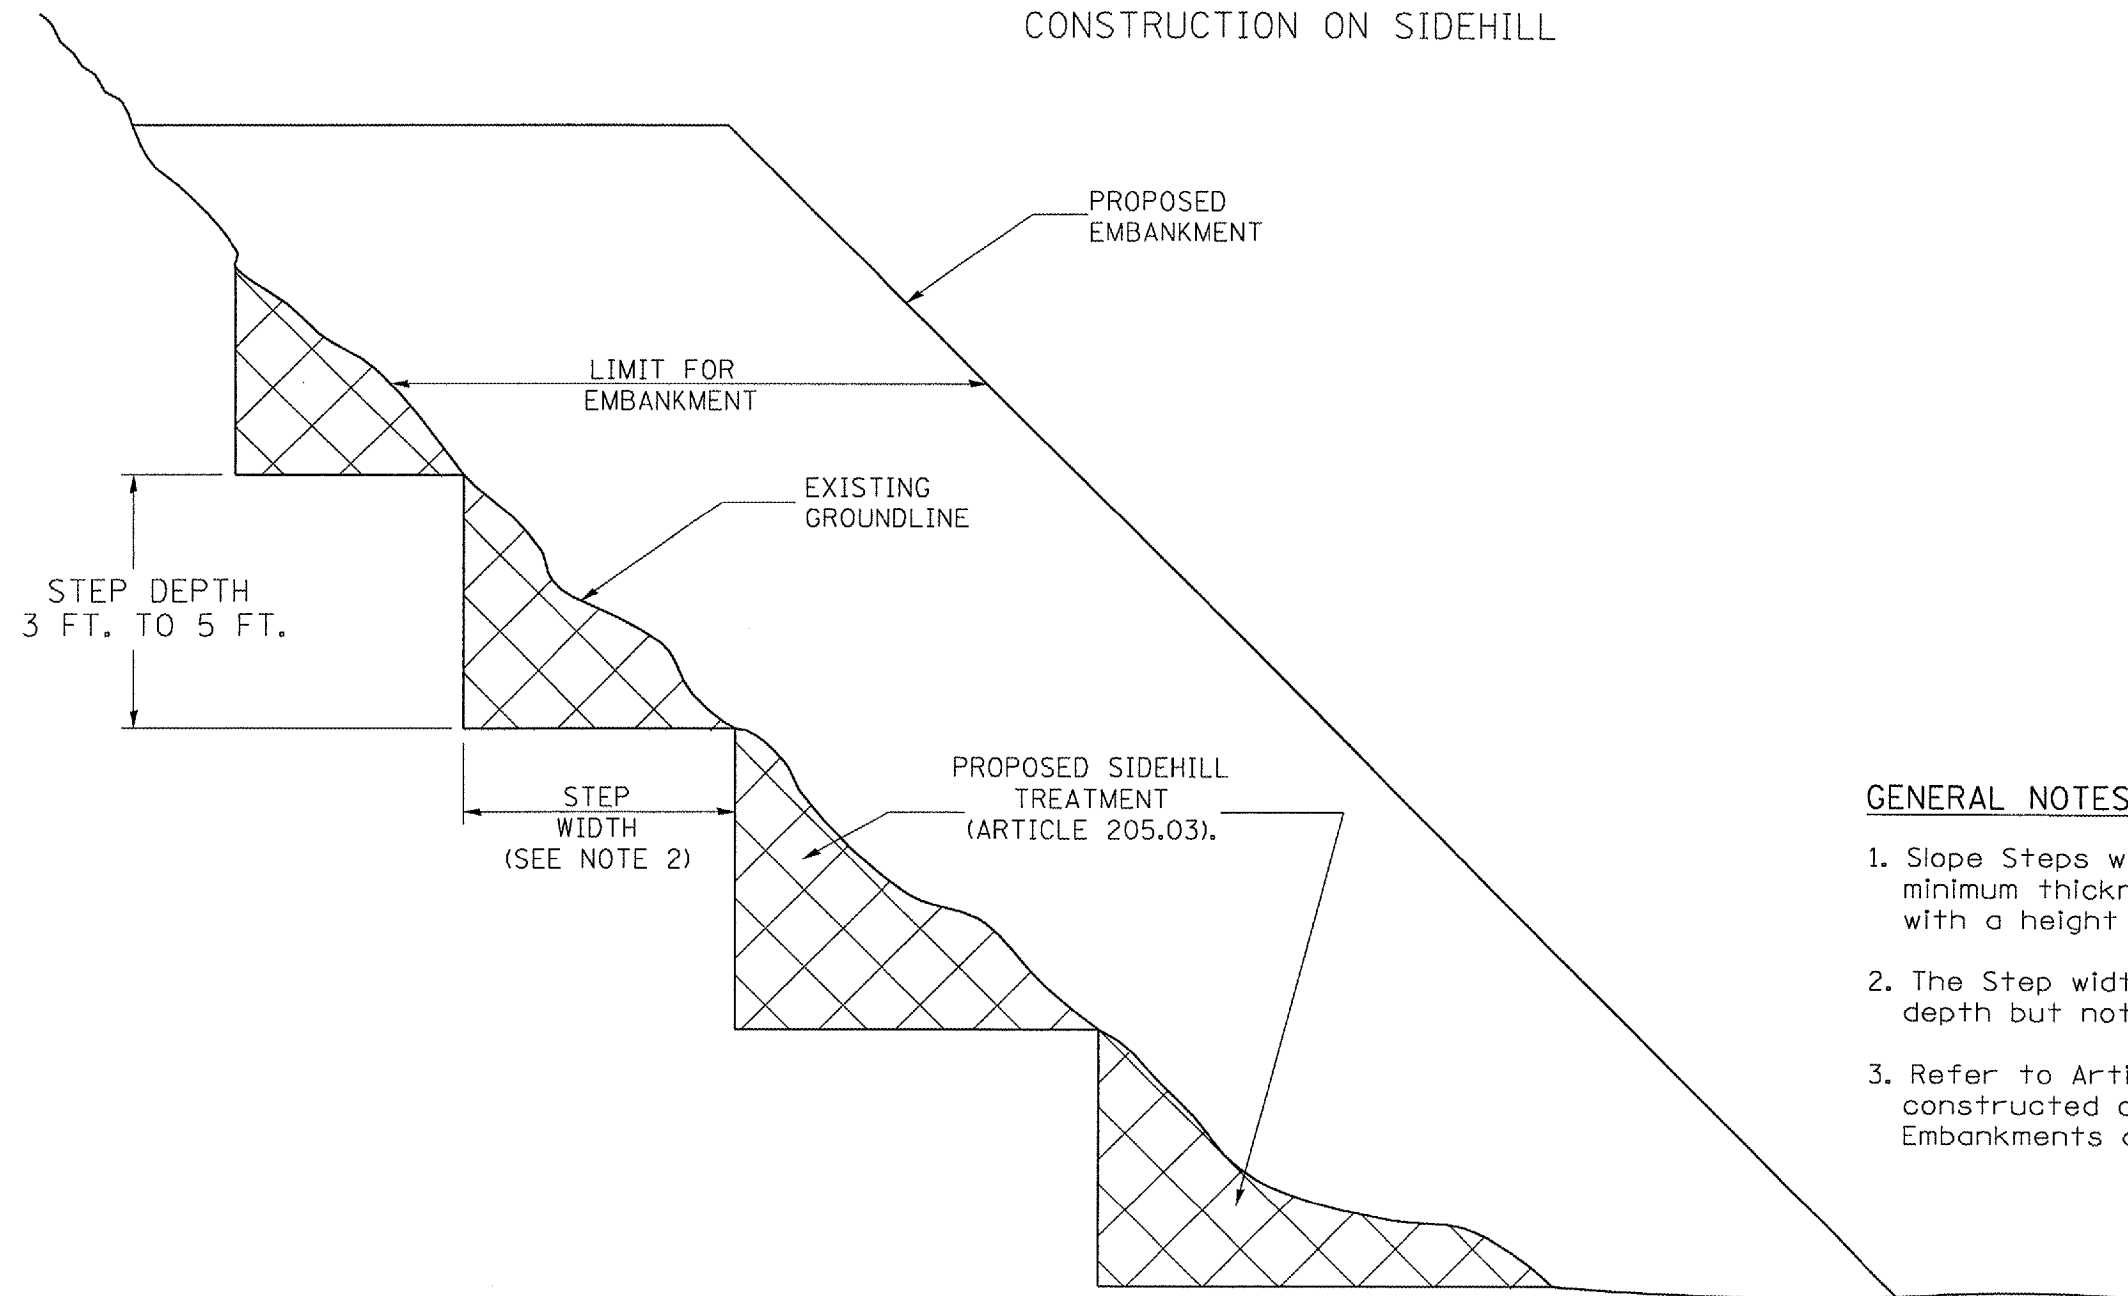 CONSTRUCTION ON SIDEHILL
PROPOSED
EMBANKMENT
LIMIT FOR
EMBANKMENT
EXISTING
GROUNDLINE
STEP DEPTH
3 FT. TO 5 FT.
STEP
WIDTH
(SEE NOTE 2)
PROPOSED SIDEHILL
TREATMENT
(ARTICLE 205.03).
GENERAL NOTES
1. Slope Steps
minimum
with a height
2. The Step
depth but not
3. Refer to
constructed
Embankments